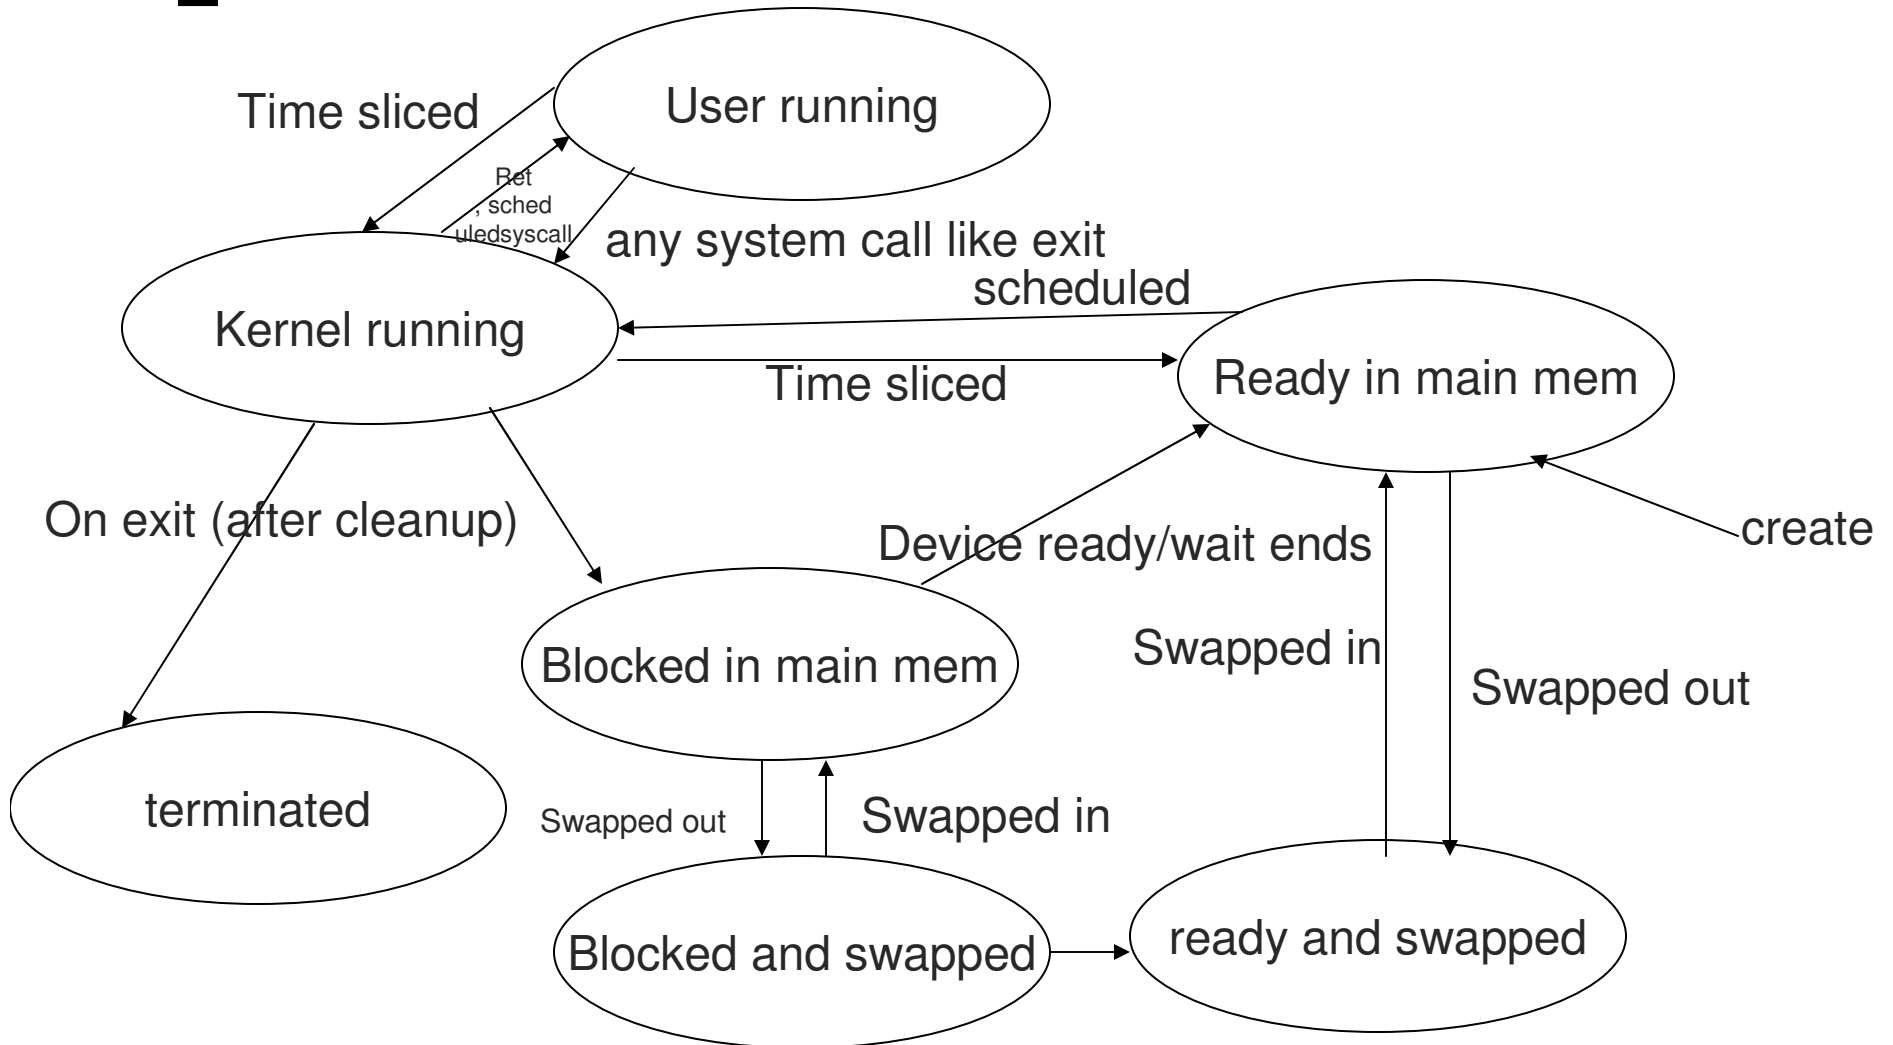 User running
Time sliced
Ret
, sched
uledsyscall
any system call like exit
scheduled
Kernel running
Time sliced
Ready in main mem
On exit (after cleanup)
Device ready/wait ends
create
Swapped in
Blocked in main mem
Swapped out
terminated
Swapped out
Swapped in
Blocked and swapped
ready and swapped